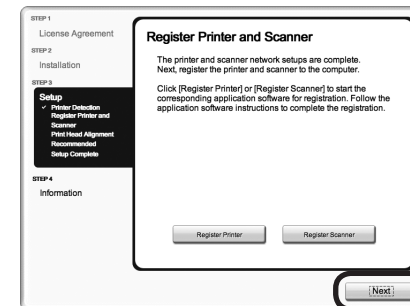 STEP 1
License Agreement
STEP 2
Installation
STEP 3
Setup
✓ Printer Detection
Register Printer and
Scanner
Print Head Alignment
Recommended
Setup Complete
STEP 4
Information
Register Printer and Scanner
The printer and scanner network setups are complete.
Next, register the printer and scanner to the computer.
Click [Register Printer] or [Register Scanner] to start the
corresponding application software for registration. Follow the
application software instructions to complete the registration.
Register Printer
Register Scanner
Next